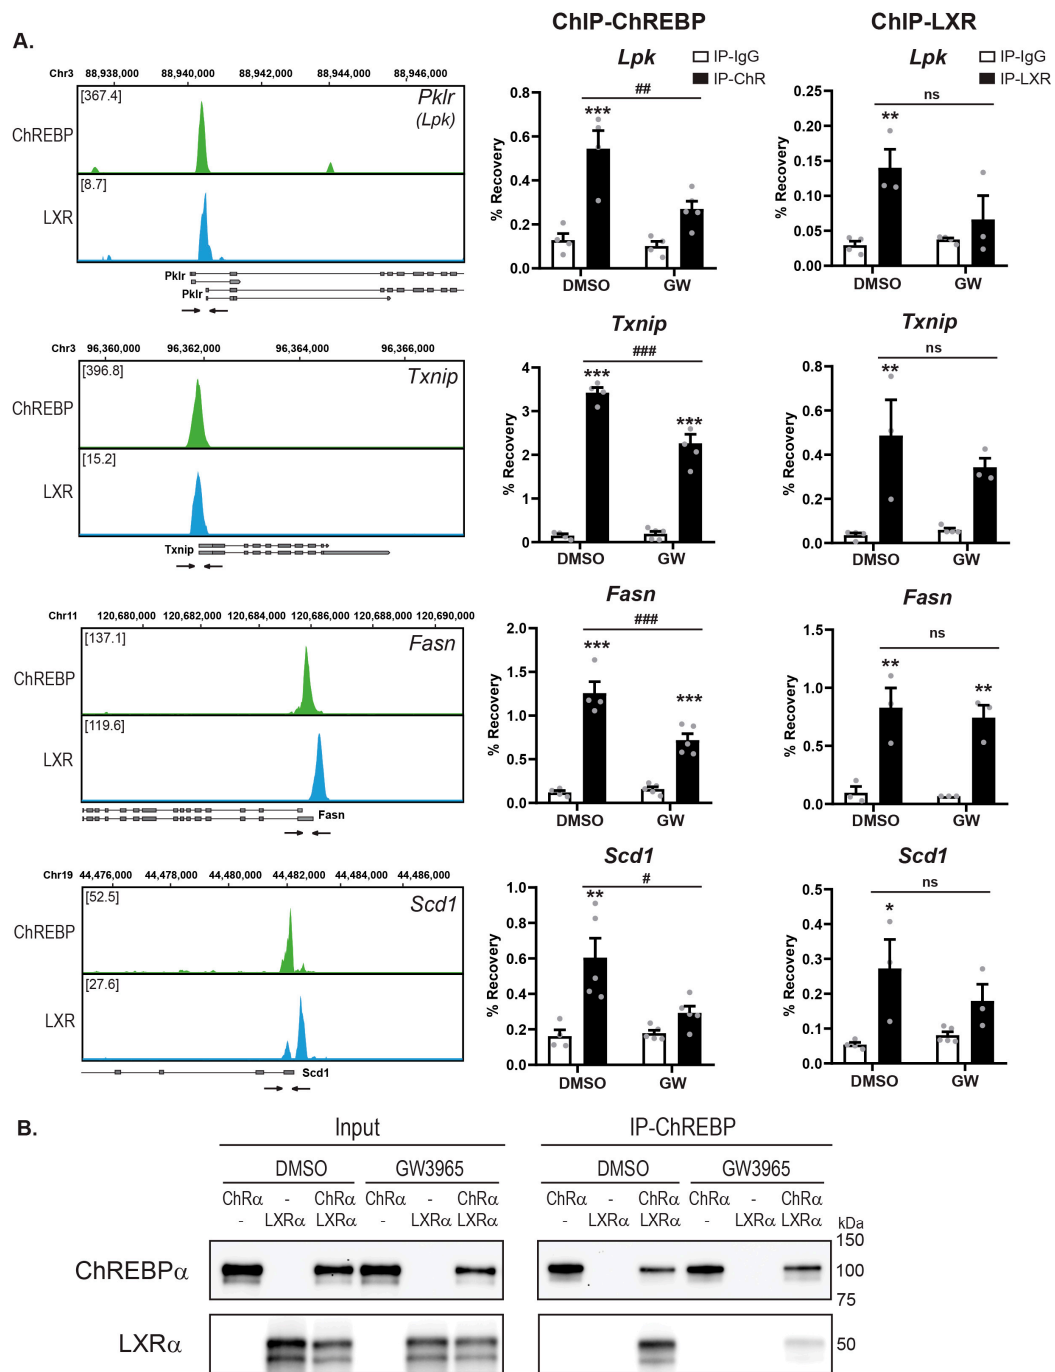 A.
ChIP-ChREBP
ChIP-LXR
Chr3 88,938,000 88,940,000 88,942,000 88,944,000 88,946,000
[367.4]
Pklr
(Lpk)
ChREBP
[8.7]
LXR
Pklr
Pklr
Lpk
IP-IgG
IP-ChR
##
***
% Recovery
0.8
0.6
0.4
0.2
0.0
DMSO GW
Lpk
IP-IgG
IP-LXR
ns
**
% Recovery
0.25
0.20
0.15
0.10
0.05
0.00
DMSO GW
Chr3 96,360,000 96,362,000 96,364,000 96,366,000
[396.8]
Txnip
ChREBP
[15.2]
LXR
Txnip
Txnip
###
***
***
% Recovery
4
3
2
1
0
DMSO GW
Txnip
ns
**
% Recovery
0.8
0.6
0.4
0.2
0.0
DMSO GW
Chr11 120,680,000 120,682,000 120,684,000 120,686,000 120,688,000 120,690,000
[137.1]
Fasn
ChREBP
[119.6]
LXR
Fasn
Fasn
###
***
***
% Recovery
2.0
1.5
1.0
0.5
0.0
DMSO GW
Fasn
ns
**
**
% Recovery
1.5
1.0
0.5
0.0
DMSO GW
Chr19 44,476,000 44,478,000 44,480,000 44,482,000 44,484,000 44,486,000
[52.5]
Scd1
ChREBP
[27.6]
LXR
Scd1
Scd1
#
**
% Recovery
1.0
0.8
0.6
0.4
0.2
0.0
DMSO GW
Scd1
ns
*
% Recovery
0.5
0.4
0.3
0.2
0.1
0.0
DMSO GW
B.
Input IP-ChREBP
DMSO GW3965 DMSO GW3965
ChRα - ChRα ChRα - ChRα ChRα - ChRα ChRα - ChRα
- LXRα LXRα - LXRα LXRα - LXRα LXRα - LXRα LXRα
kDa
150
ChREBPα 100
75
LXRα 50